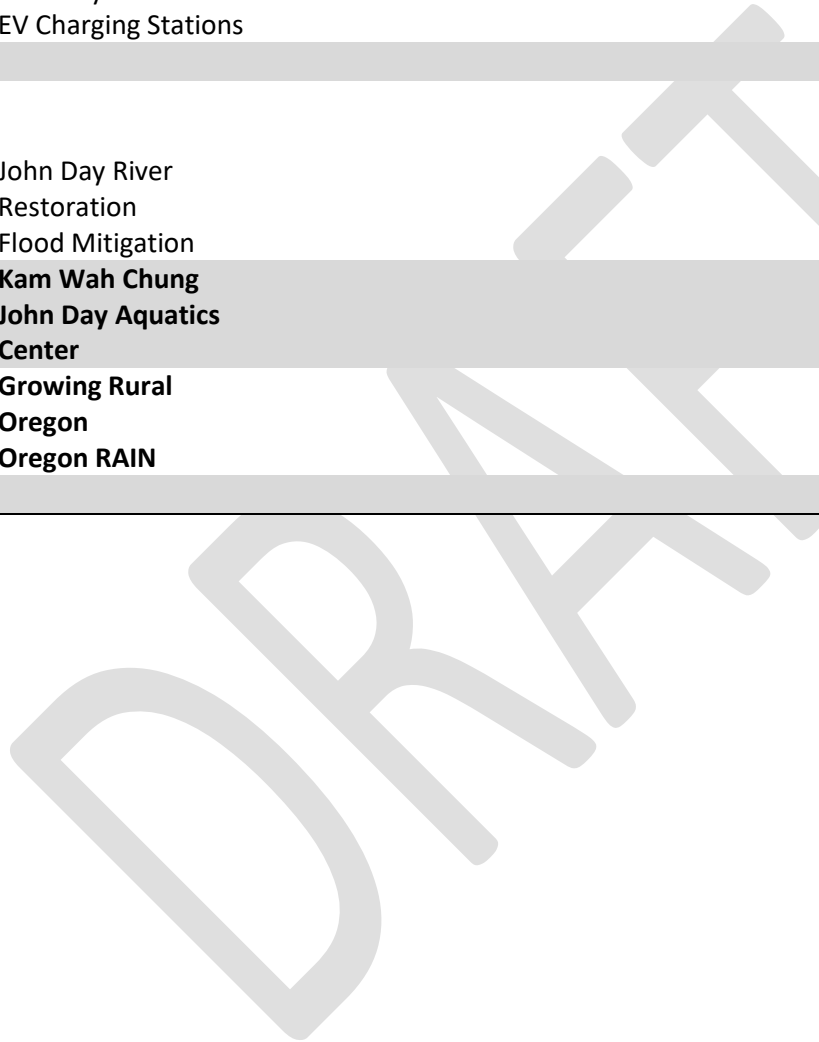 EV Charging Stations
John Day River
Restoration
Flood Mitigation
Kam Wah Chung
John Day Aquatics
Center
Growing Rural
Oregon
Oregon RAIN
DRAFT